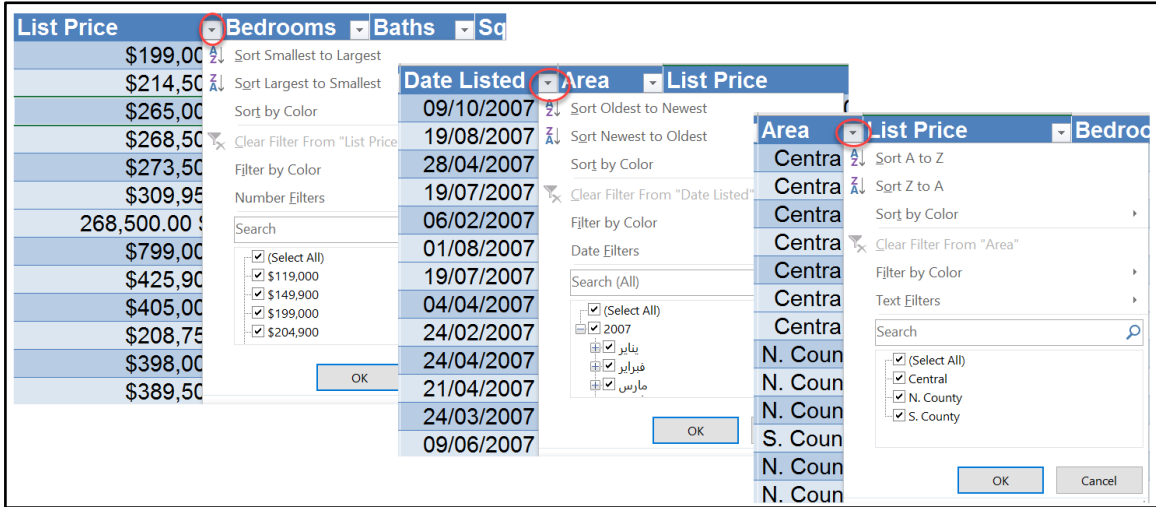 List Price Bedrooms Baths Sq
$199,00
$214,50
$265,00
$268,50
$273,50
$309,95
268,500.00
$799,00
$425,90
$405,00
$208,75
$398,00
$389,50
Sort Smallest to Largest
Sort Largest to Smallest
Sort by Color
Clear Filter From "List Price
Filter by Color
Number Filters
Search
(Select All)
$119,000
$149,900
$199,000
$204,900
OK
Date Listed Area List Price
09/10/2007
19/08/2007
28/04/2007
19/07/2007
06/02/2007
01/08/2007
19/07/2007
04/04/2007
24/02/2007
24/04/2007
21/04/2007
24/03/2007
09/06/2007
Sort Oldest to Newest
Sort Newest to Oldest
Sort by Color
Clear Filter From "Date Listed"
Filter by Color
Date Filters
Search (All)
(Select All)
2007
يناير
فبراير
مارس
OK
Area List Price Bedroo
Centra
Centra
Centra
Centra
Centra
Centra
Centra
N. Coun
N. Coun
N. Coun
S. Coun
N. Coun
N. Coun
Sort A to Z
Sort Z to A
Sort by Color
Clear Filter From "Area"
Filter by Color
Text Filters
Search
(Select All)
Central
N. County
S. County
OK Cancel